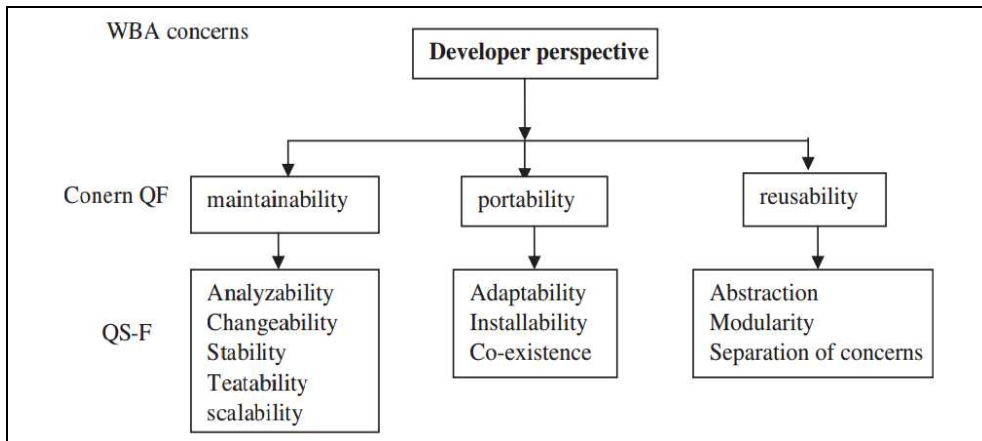 WBA concerns
Developer perspective
Conern QF
maintainability
portability
reusability
QS-F
Analyzability
Changeability
Stability
Teatability
scalability
Adaptability
Installability
Co-existence
Abstraction
Modularity
Separation of concerns